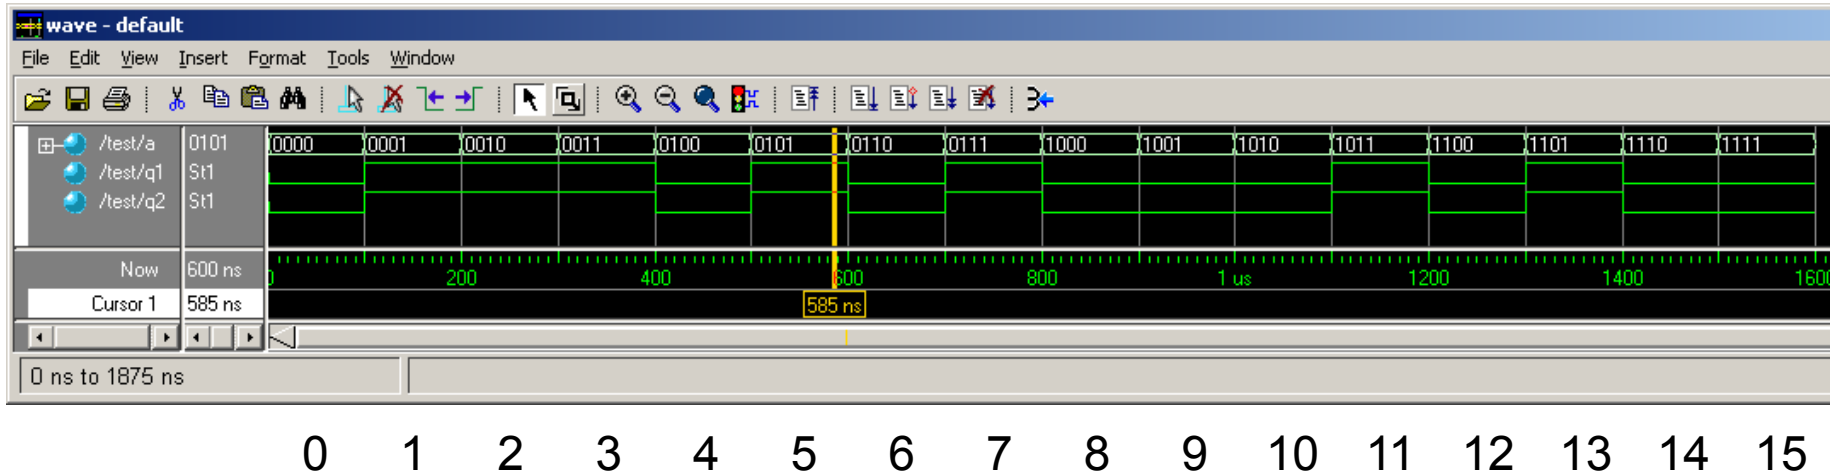 wave - default
File Edit View Insert Format Tools Window
/test/a 0101 0000 0001 0010 0011 0100 0101 0110 0111 1000 1001 1010 1011 1100 1101 1110 1111
/test/q1 St1
/test/q2 St1
Now 600 ns 0 200 400 600 800 1 us 1200 1400 1600
Cursor 1 585 ns 585 ns
0 ns to 1875 ns
0 1 2 3 4 5 6 7 8 9 10 11 12 13 14 15